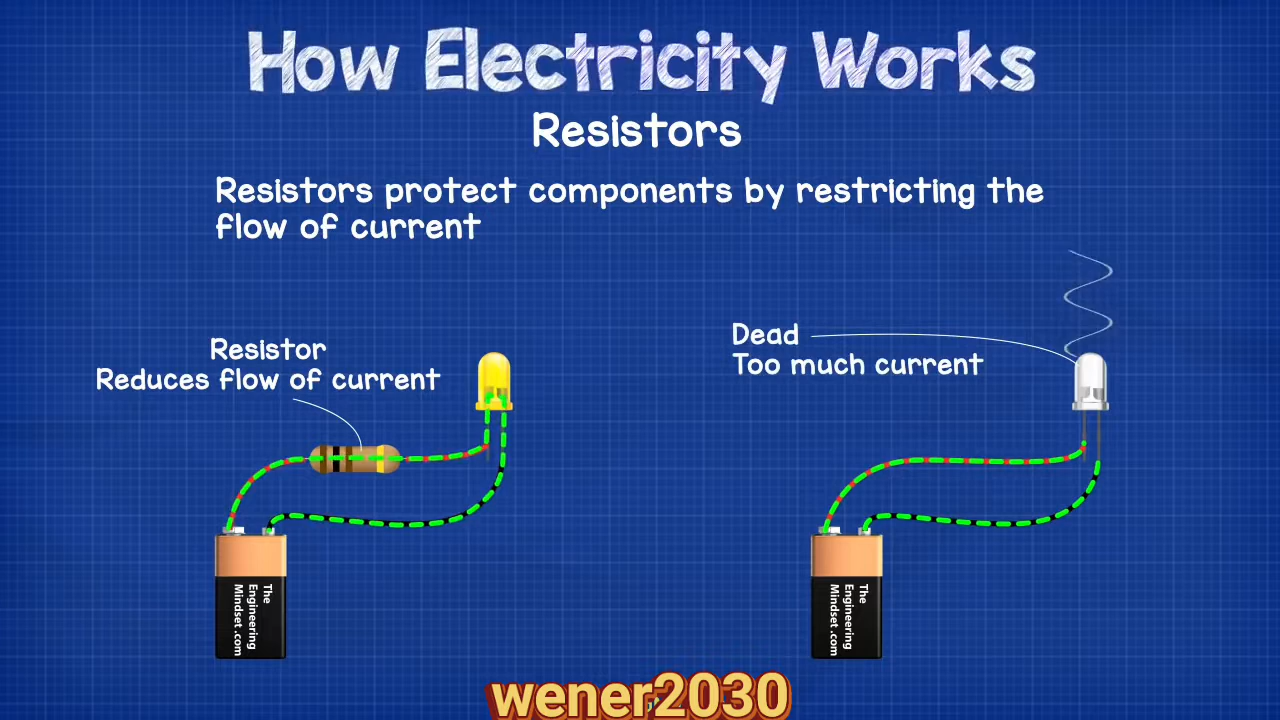 How Electricity Works
Resistors
Resistors protect components by restricting the
flow of current
Resistor
Reduces flow of current
Dead
Too much current
The
Engineering
Mindset .com
The
Engineering
Mindset .com
wener2030